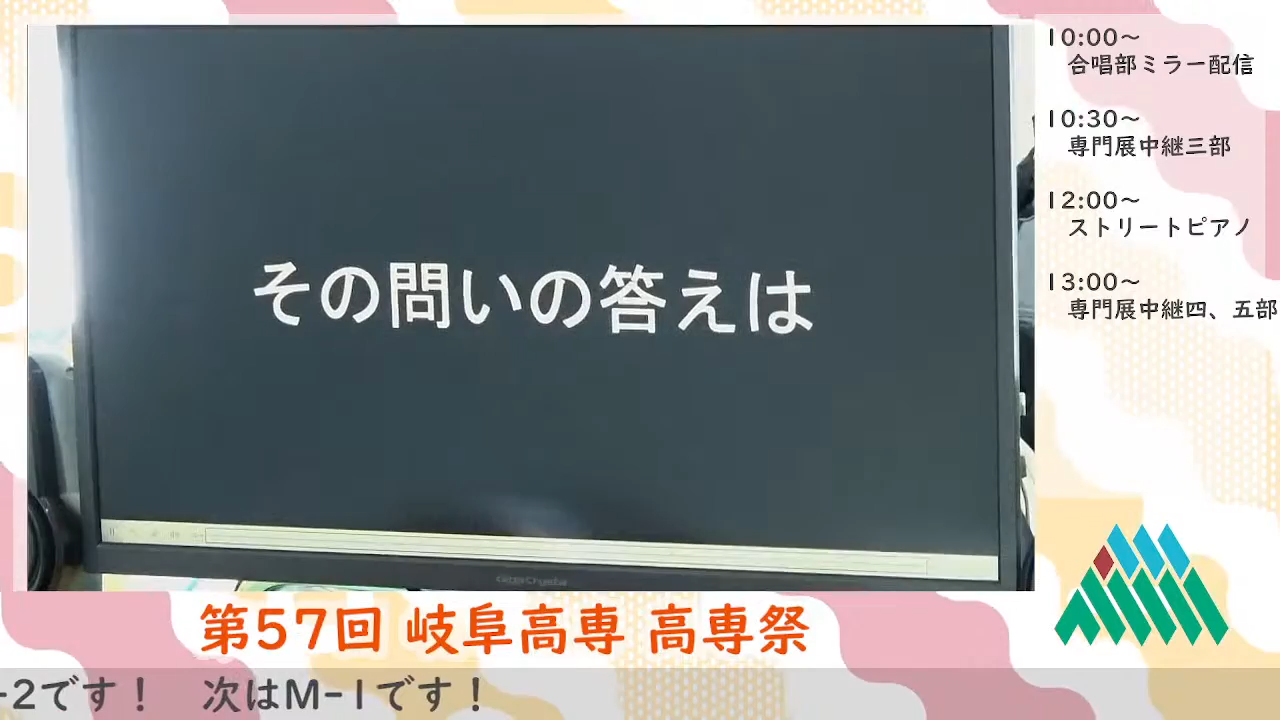 その問いの答えは
10:00~
合唱部ミラー配信
10:30~
専門展中継三部
12:00~
ストリートピアノ
13:00~
専門展中継四、五部
第57回 岐阜高専 高専祭
-2です! 次はM-1です!